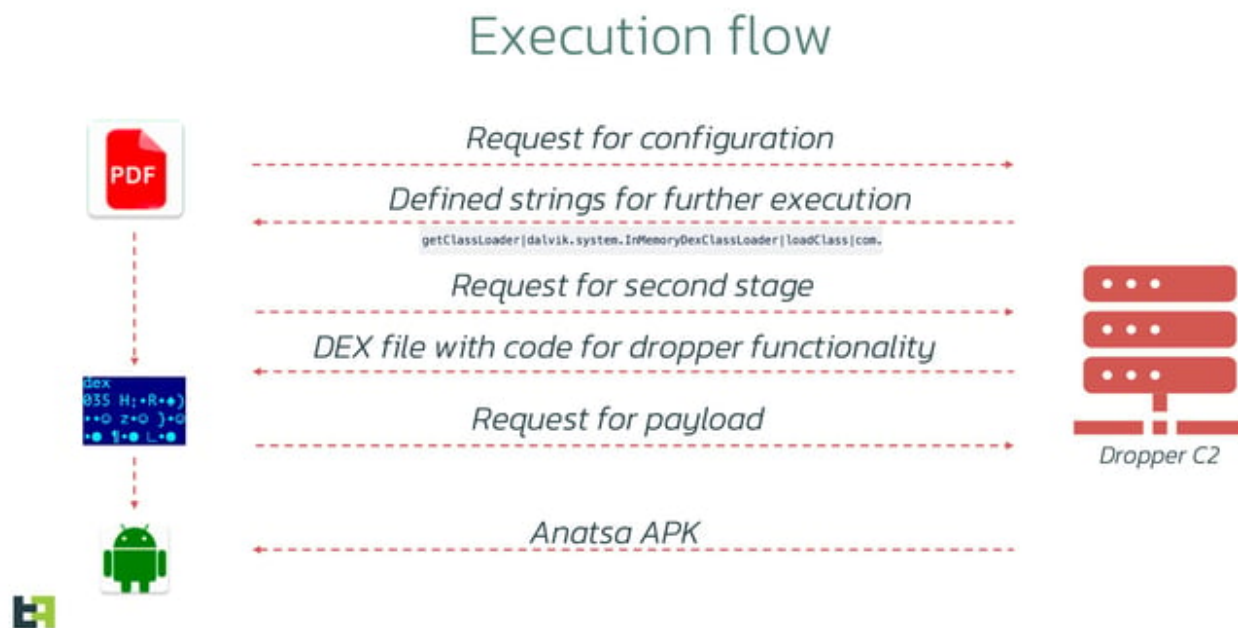 Execution flow
PDF
Request for configuration
Defined strings for further execution
getClassLoader|dalvik.system.InMemoryDexClassLoader|loadClass|com.
Request for second stage
DEX file with code for dropper functionality
dex
035 H;•R•♠)
••☺ z•☺ }•☺
•● ¶•● ∟•●
Request for payload
Dropper C2
Anatsa APK